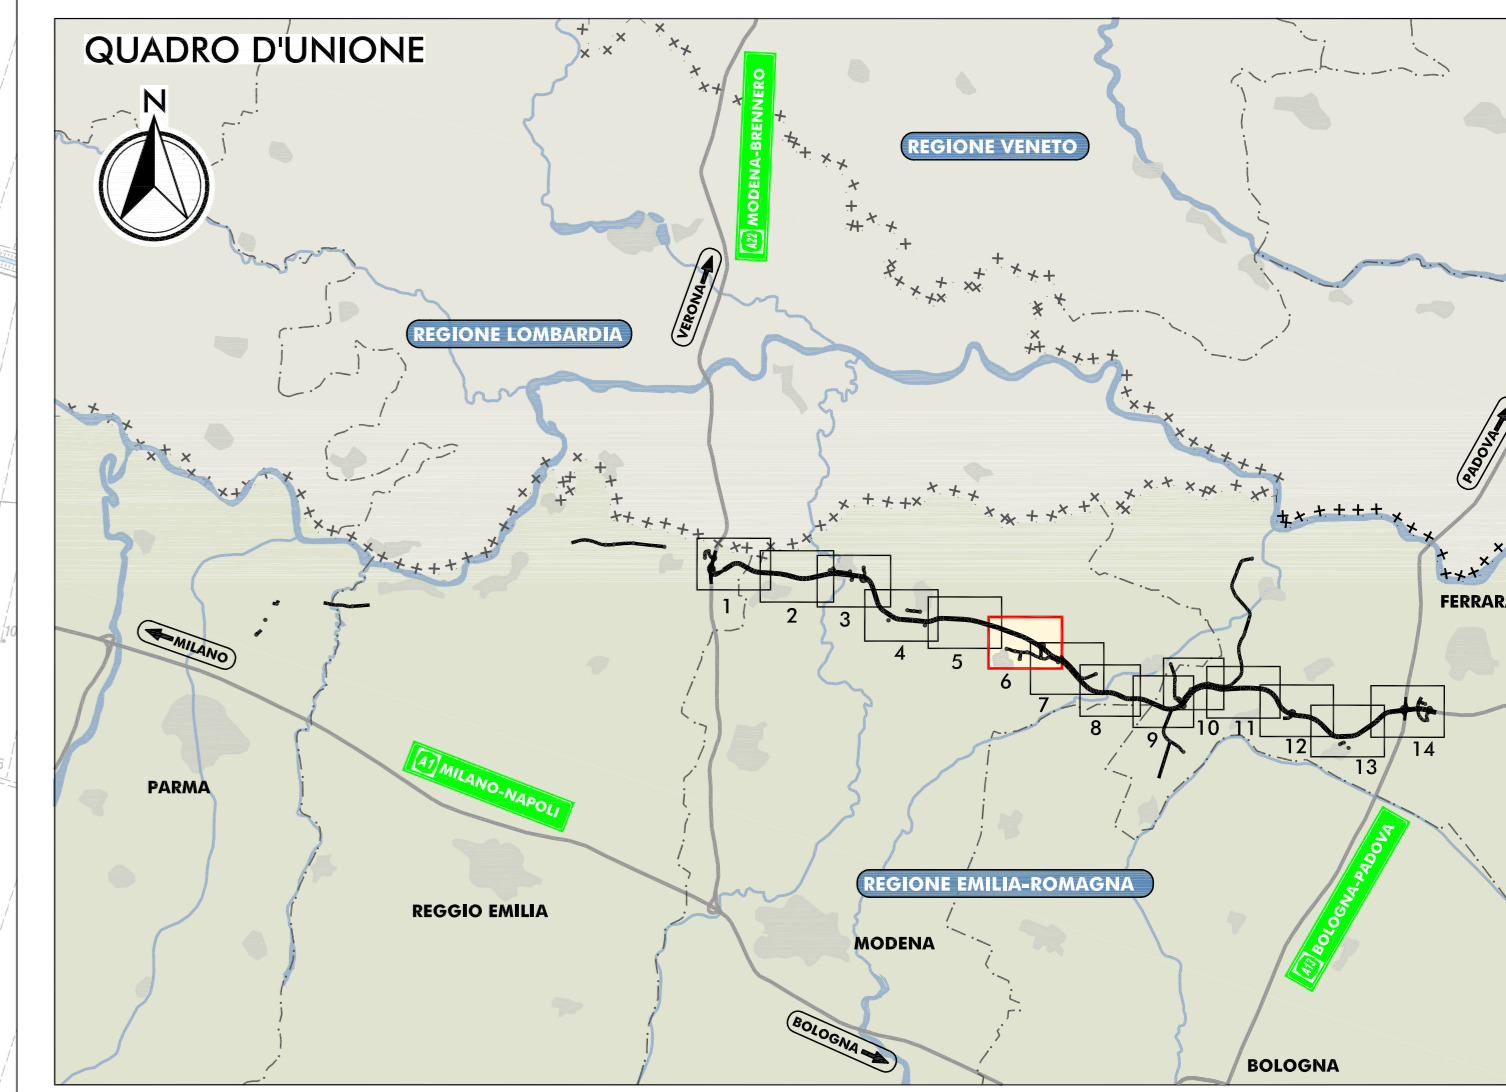 QUADRO D'UNIONE
N
A22 MODENA-BRENNERO
REGIONE VENETO
VERONA
REGIONE LOMBARDIA
PADOVA
MILANO
1
2
3
4
5
6
7
8
9
10
11
12
13
14
PARMA
A1 MILANO-NAPOLI
REGGIO EMILIA
MODENA
REGIONE EMILIA-ROMAGNA
A13 BOLOGNA-PADOVA
BOLOGNA
BOLOGNA
10